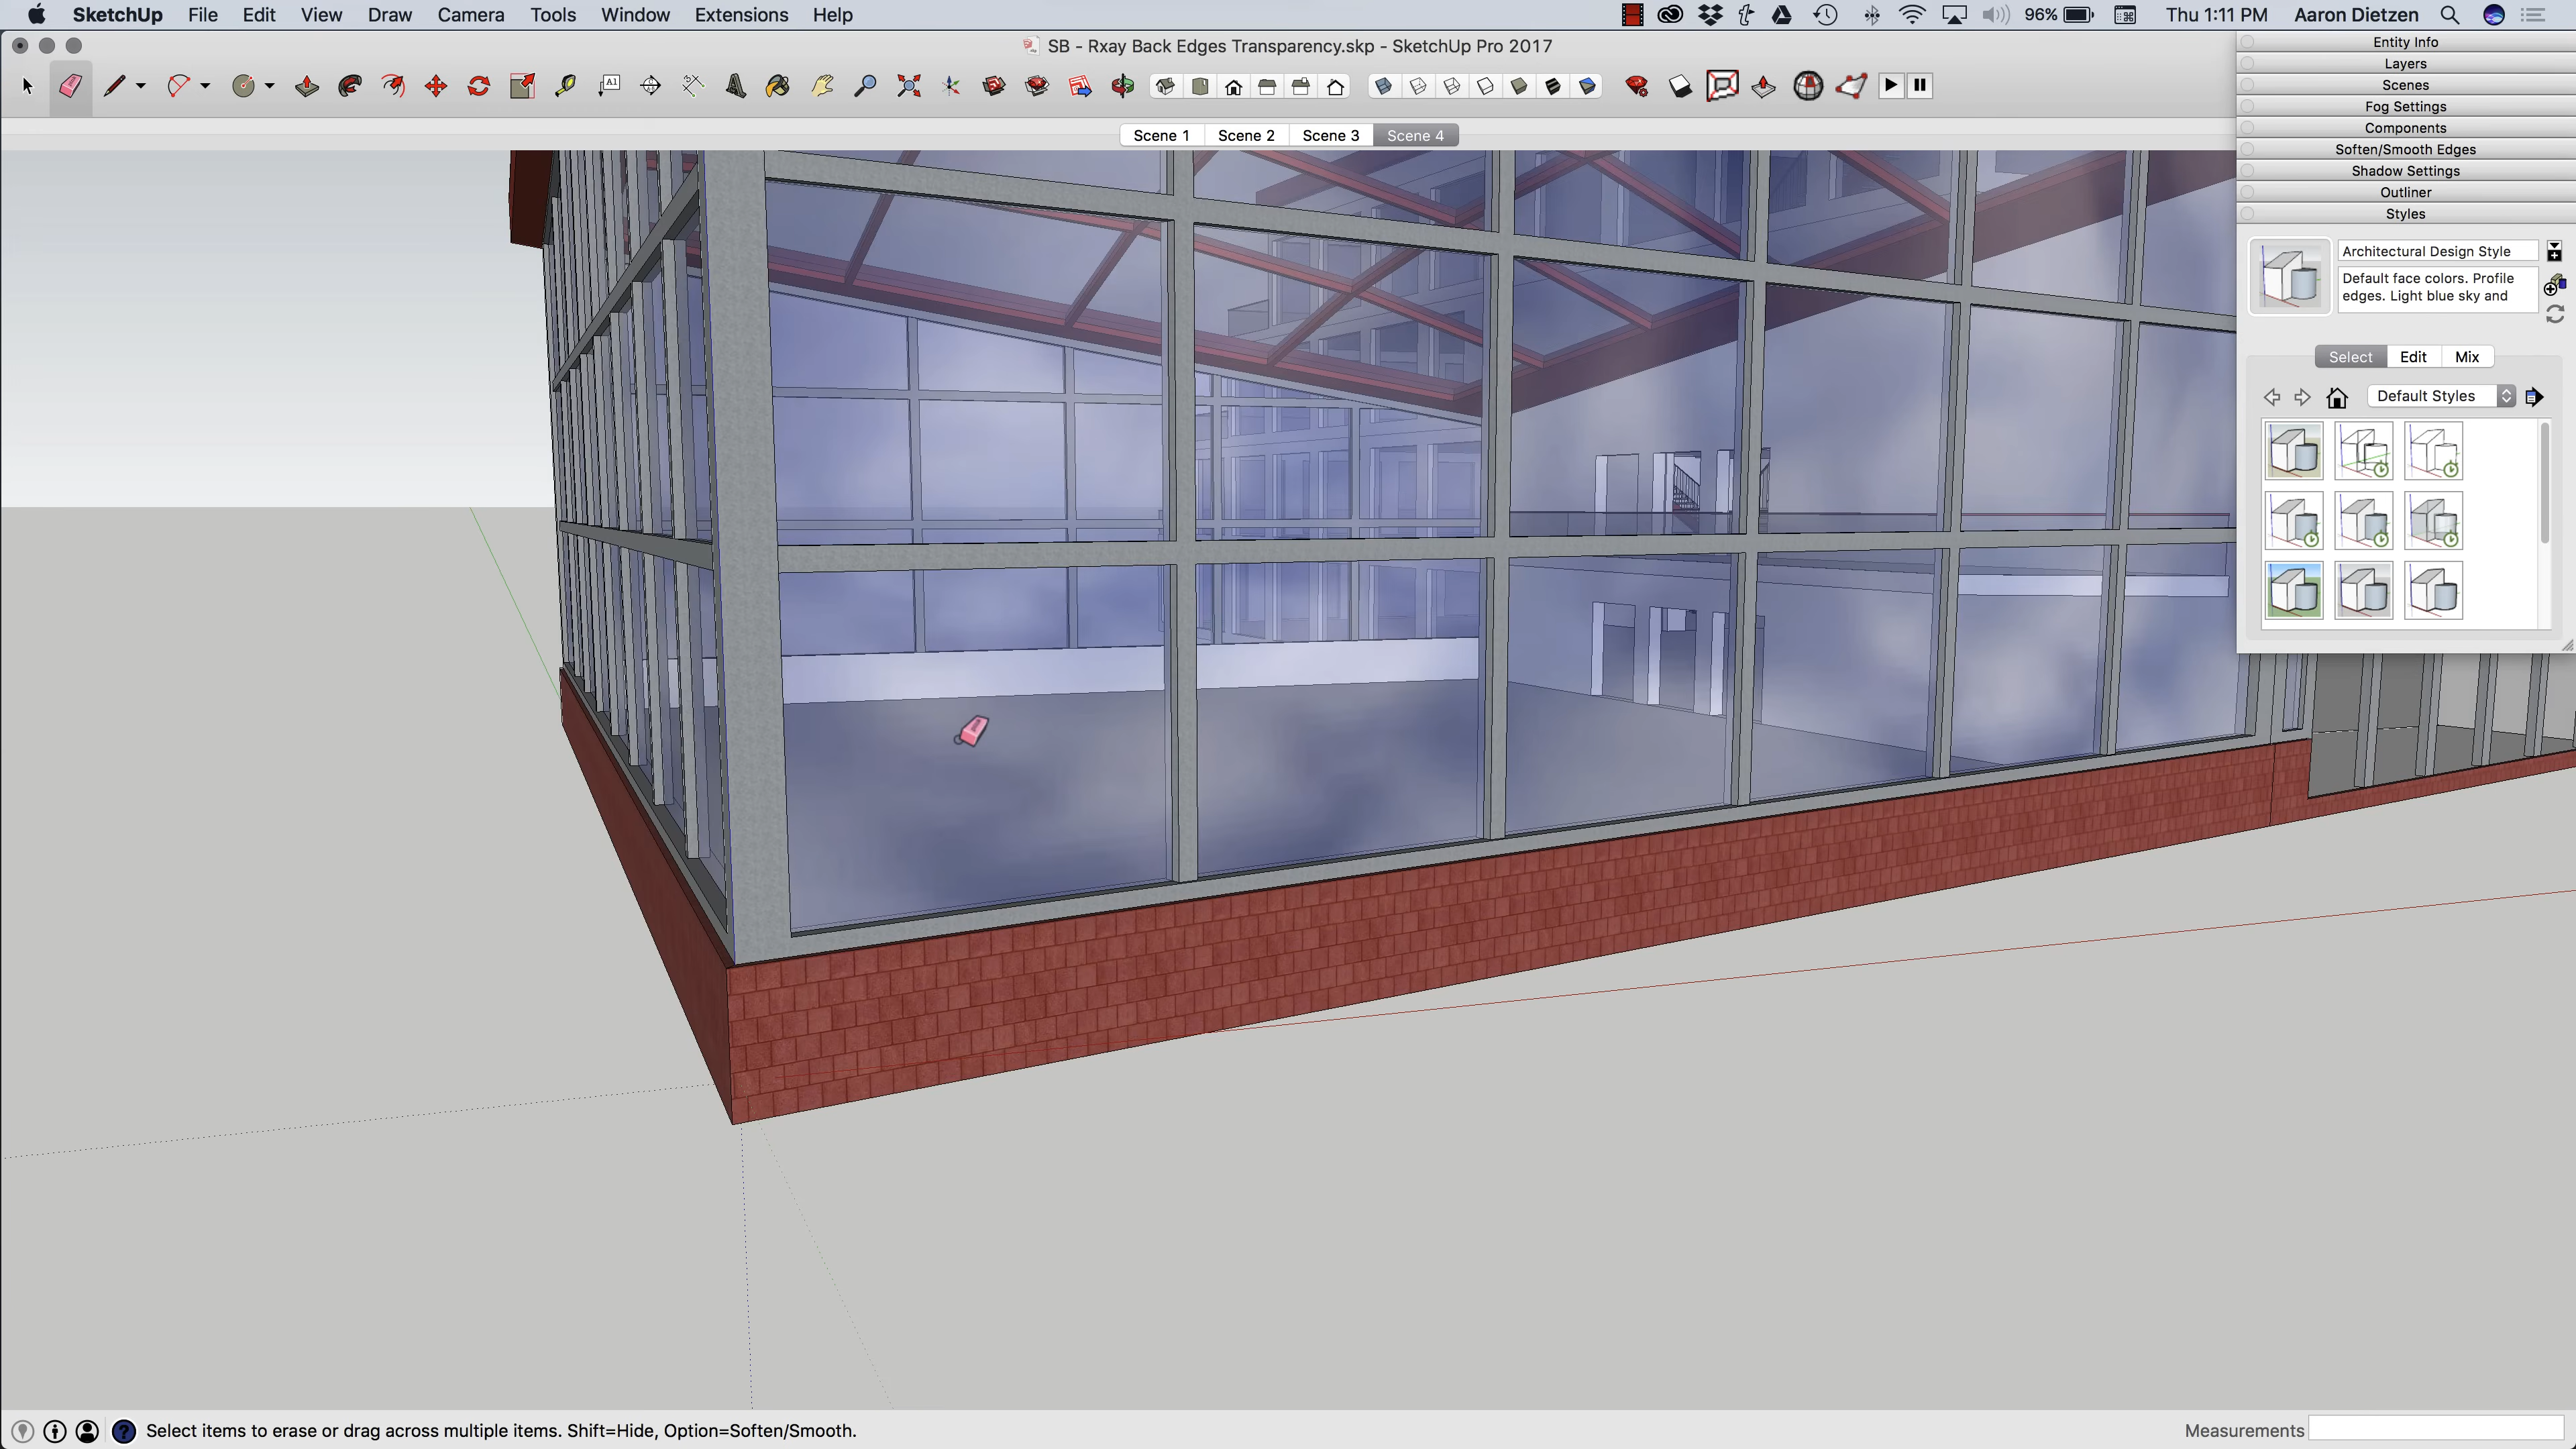 SketchUp File Edit View Draw Camera Tools Window Extensions Help 96% Thu 1:11 PM Aaron Dietzen
SB - Rxay Back Edges Transparency.skp - SketchUp Pro 2017
A1
Scene 1 Scene 2 Scene 3 Scene 4
Entity Info
Layers
Scenes
Fog Settings
Components
Soften/Smooth Edges
Shadow Settings
Outliner
Styles
Architectural Design Style
Default face colors. Profile
edges. Light blue sky and
Select Edit Mix
Default Styles
Select items to erase or drag across multiple items. Shift=Hide, Option=Soften/Smooth.
Measurements